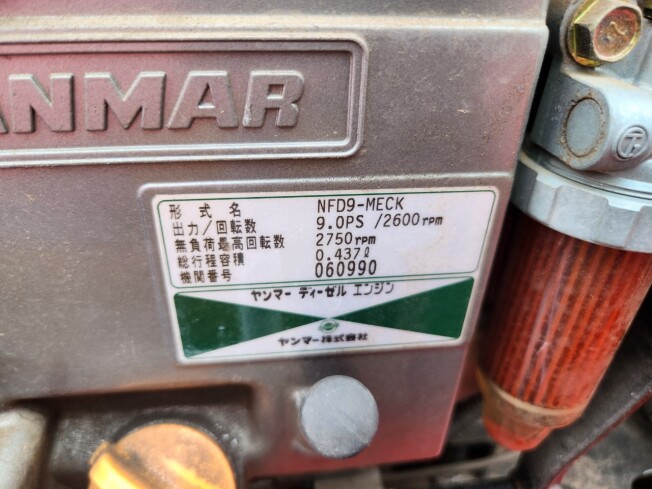 ANMAR
形式名 NFD9-MECK
出力/回転数 9.0PS /2600rpm
無負荷最高回転数 2750rpm
総行程容積 0.437ℓ
機関番号 060990
ヤンマー ディーゼル エンジン
ヤンマー株式会社